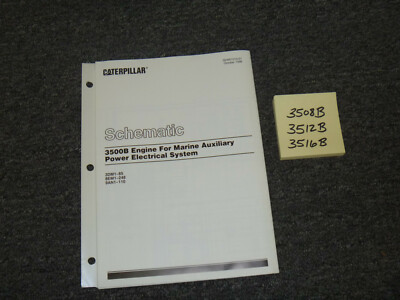 CATERPILLAR
Schematic
3500B Engine For Marine Auxiliary
Power Electrical System
3508B
3512B
3516B